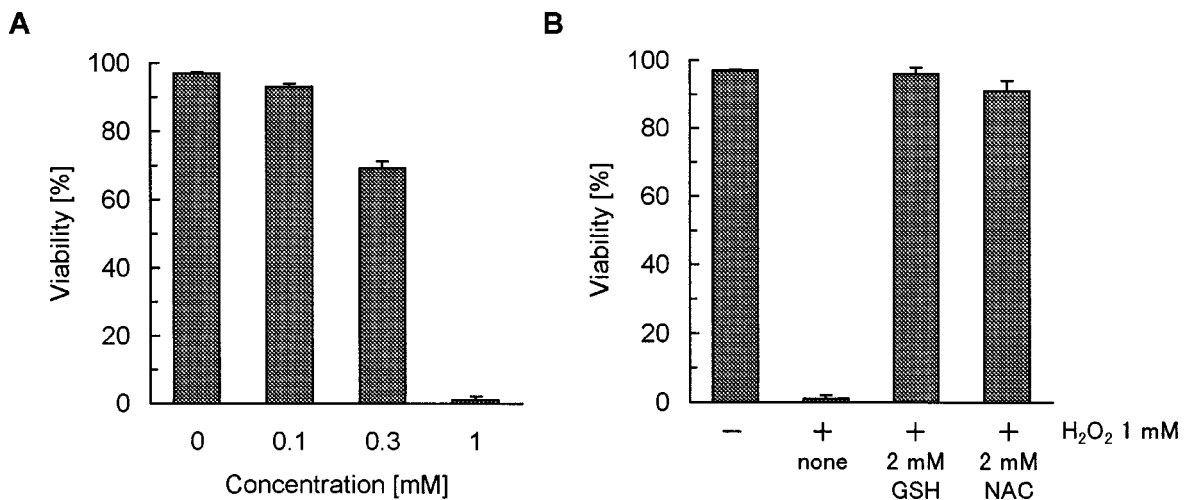 A
100
80
60
40
20
0
Viability [%]
0 0.1 0.3 1
Concentration [mM]
B
100
80
60
40
20
0
Viability [%]
− + + + H₂O₂ 1 mM
none 2 mM 2 mM
GSH NAC